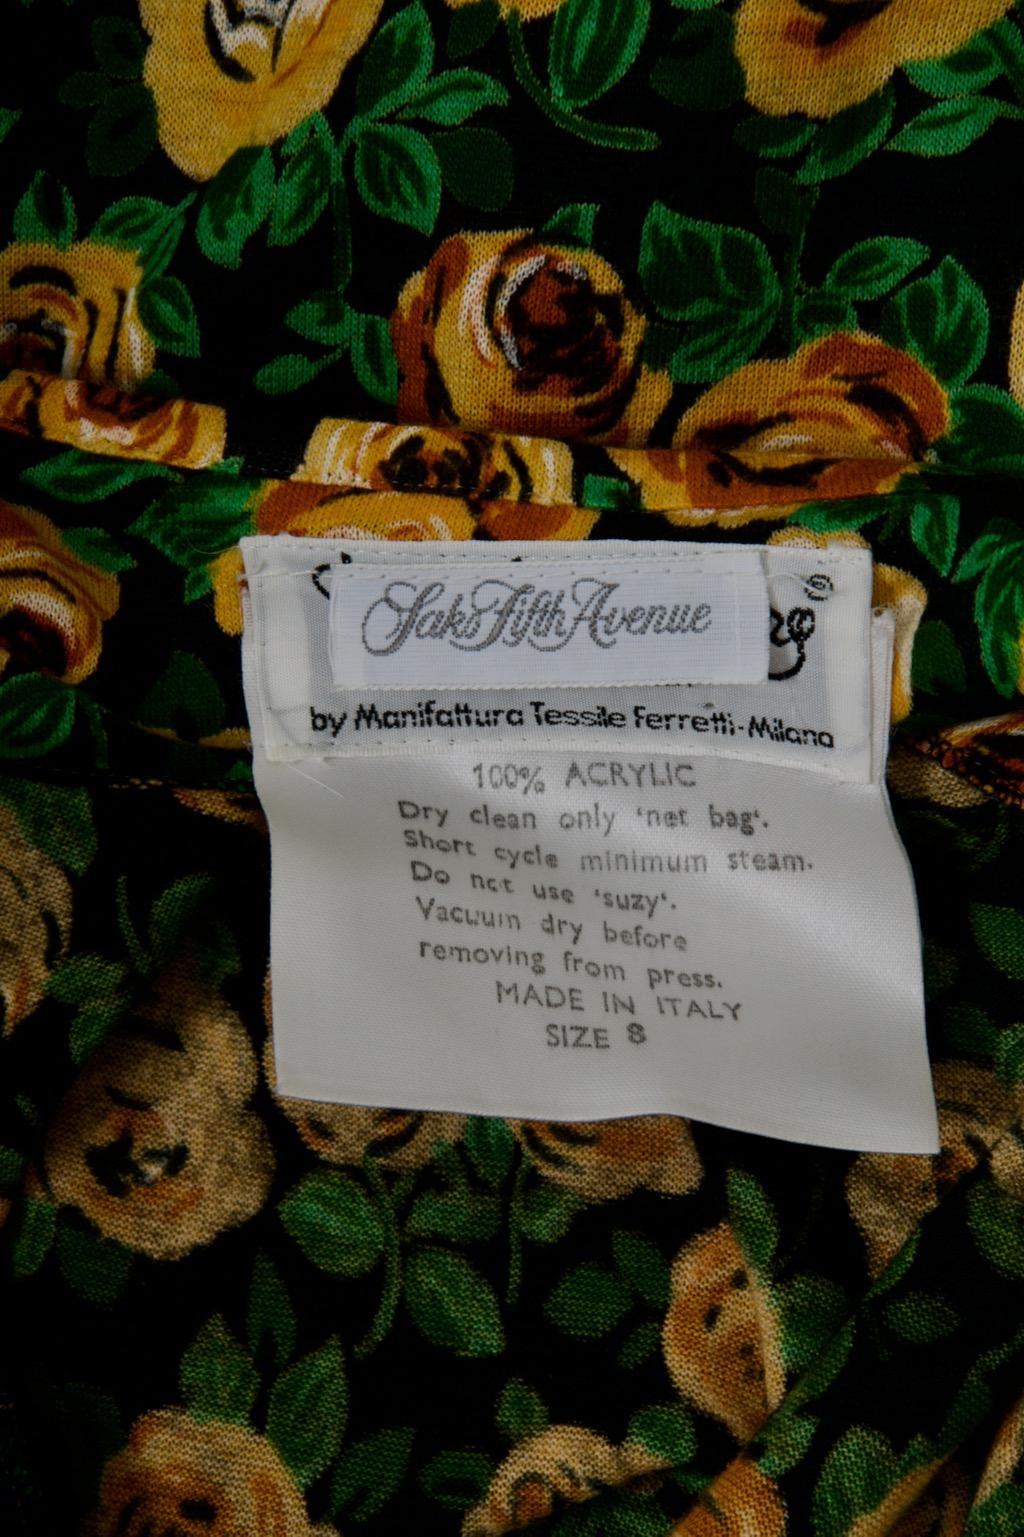 Saks Fifth Avenue
by Manifattura Tessile Ferretti-Milano
100% ACRYLIC
Dry clean only 'net bag'.
Short cycle minimum steam.
Do not use 'suzy'.
Vacuum dry before
removing from press.
MADE IN ITALY
SIZE 8